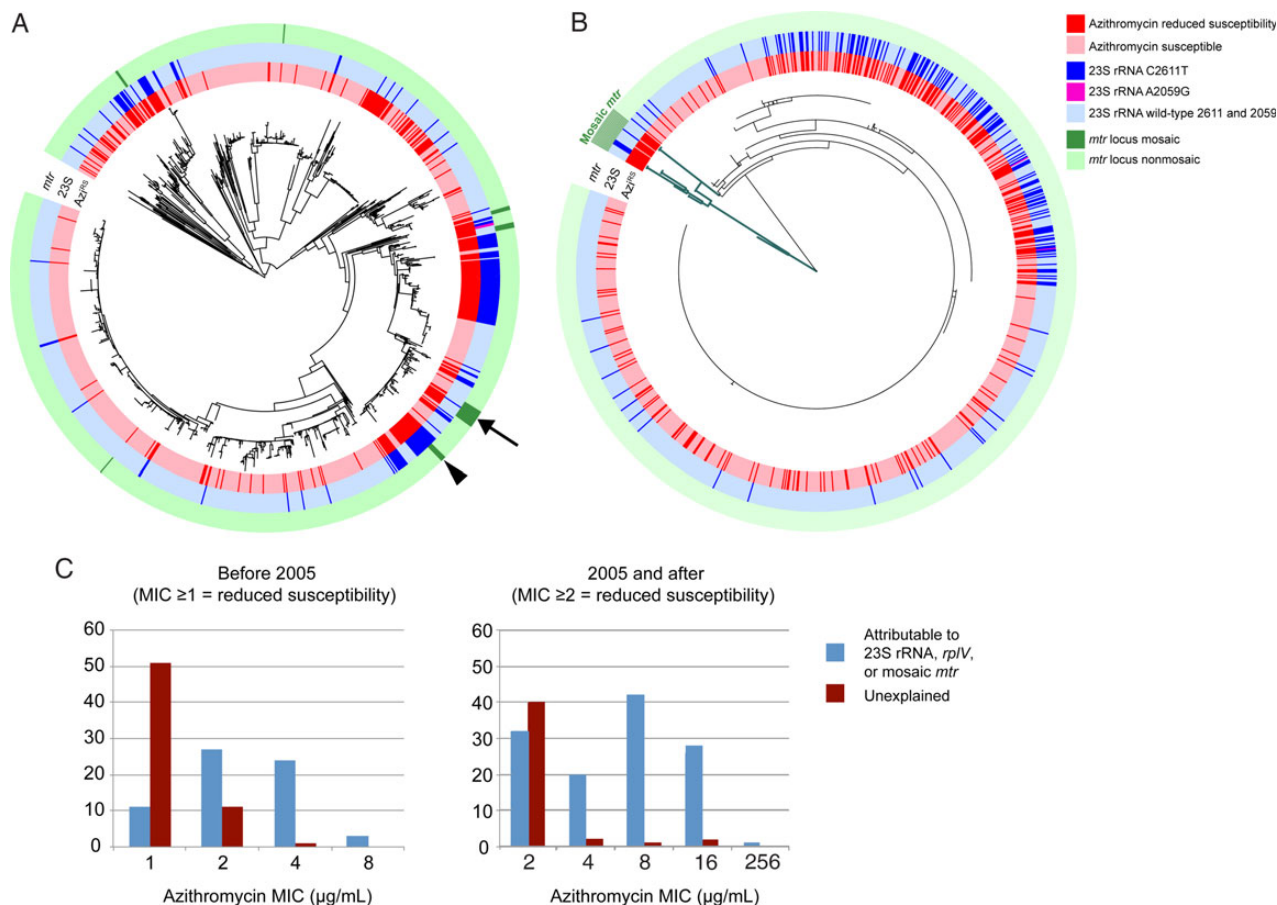 A
mtr
23S
AziRS
B
Mosaic mtr
mtr
23S
AziRS
Azithromycin reduced susceptibility
Azithromycin susceptible
23S rRNA C2611T
23S rRNA A2059G
23S rRNA wild-type 2611 and 2059
mtr locus mosaic
mtr locus nonmosaic
C
Before 2005
(MIC ≥1 = reduced susceptibility)
60
50
40
30
20
10
0
1 2 4 8
Azithromycin MIC (µg/mL)
2005 and after
(MIC ≥2 = reduced susceptibility)
60
50
40
30
20
10
0
2 4 8 16 256
Azithromycin MIC (µg/mL)
Attributable to
23S rRNA, rplV,
or mosaic mtr
Unexplained